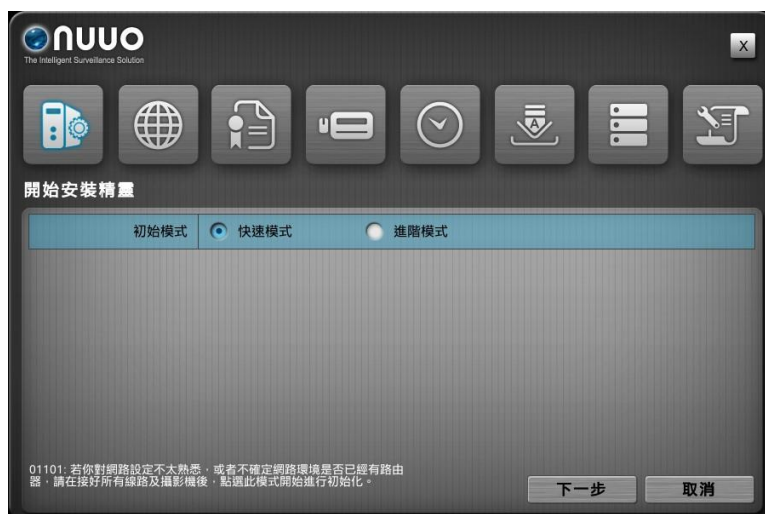 nuuo
The Intelligent Surveillance Solution
X
A
開始安裝精靈
初始模式 快速模式 進階模式
01101: 若你對網路設定不太熟悉，或者不確定網路環境是否已經有路由
器，請在接好所有線路及攝影機後，點選此模式開始進行初始化。
下一步 取消